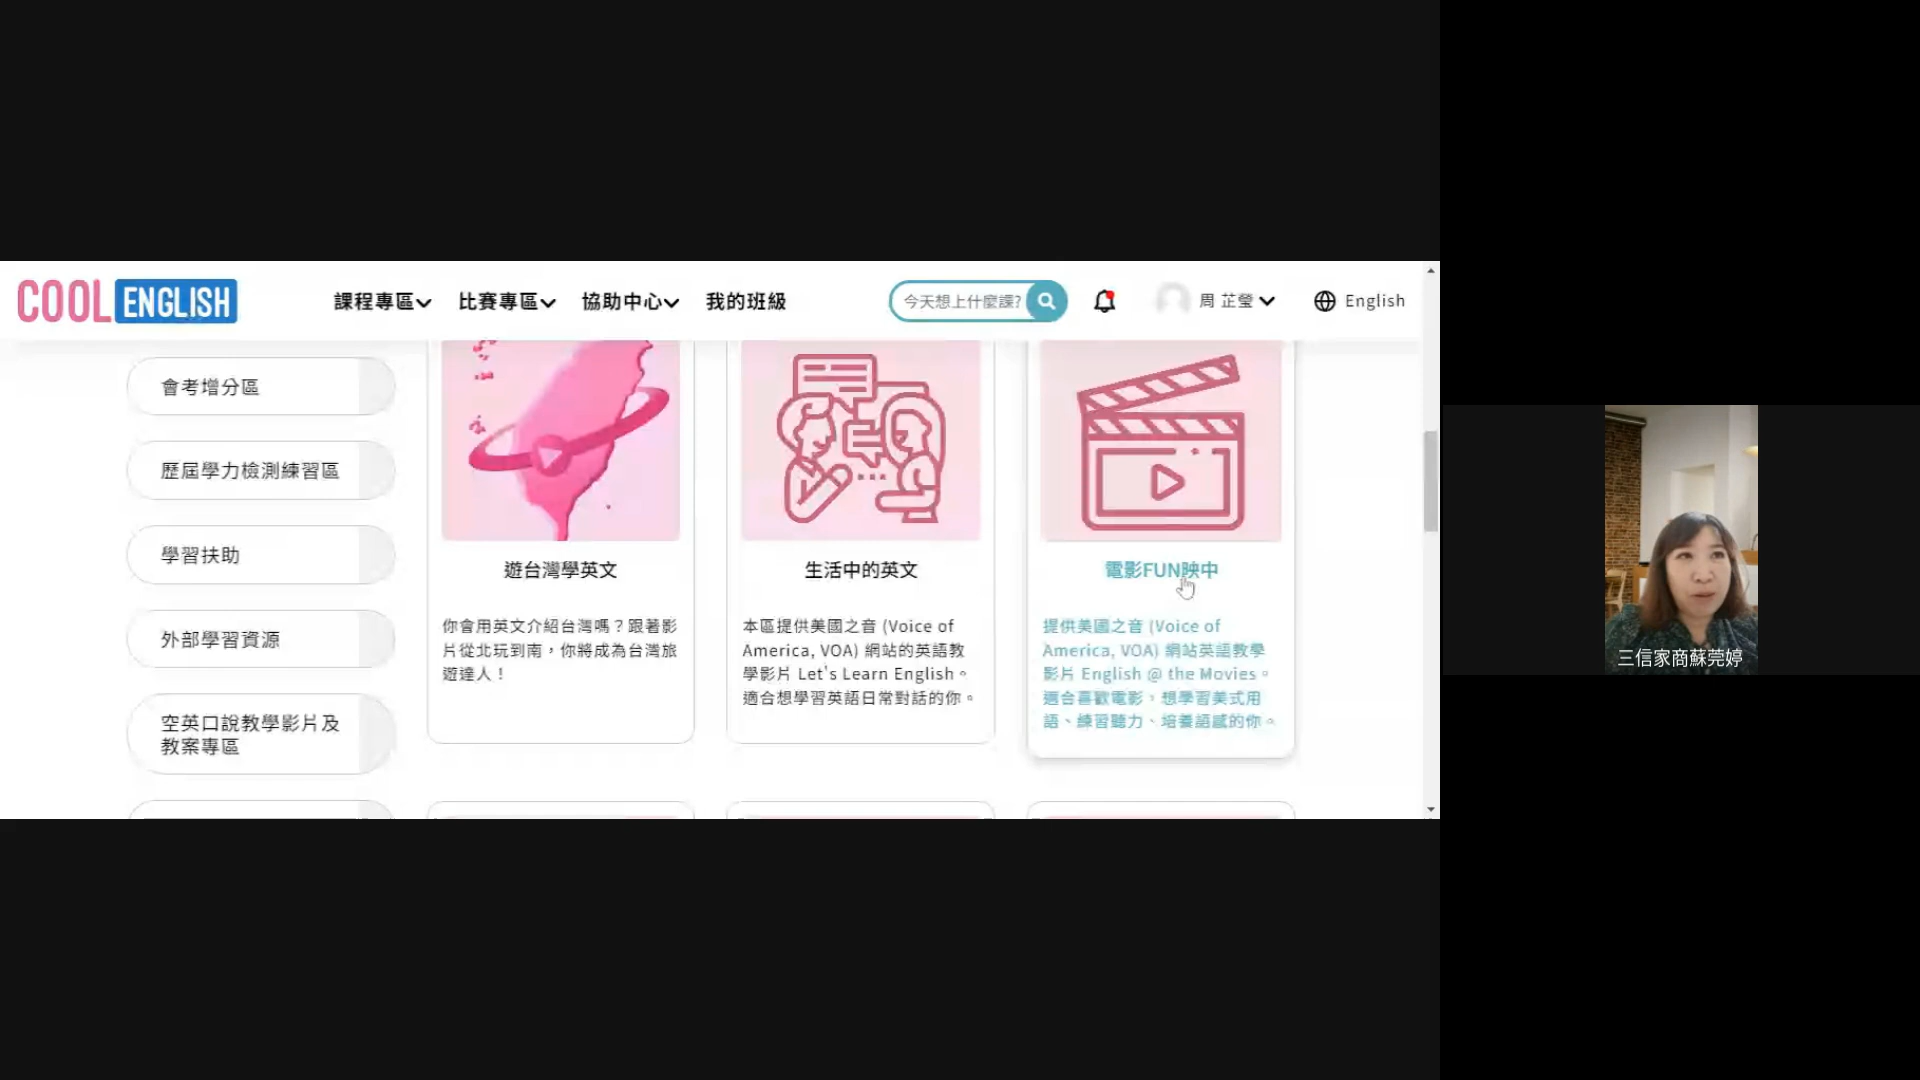 COOL ENGLISH
課程專區
比賽專區
協助中心
我的班級
今天想上什麼課?
周 芷瑩
English
會考增分區
歷屆學力檢測練習區
學習扶助
外部學習資源
空英口說教學影片及
教案專區
遊台灣學英文
你會用英文介紹台灣嗎？跟著影
片從北玩到南，你將成為台灣旅
遊達人！
生活中的英文
本區提供美國之音 (Voice of
America, VOA) 網站的英語教
學影片 Let's Learn English。
適合想學習英語日常對話的你。
電影FUN映中
提供美國之音 (Voice of
America, VOA) 網站英語教學
影片 English @ the Movies。
適合喜歡電影，想學習美式用
語、練習聽力、培養語感的你。
三信家商蘇莞婷